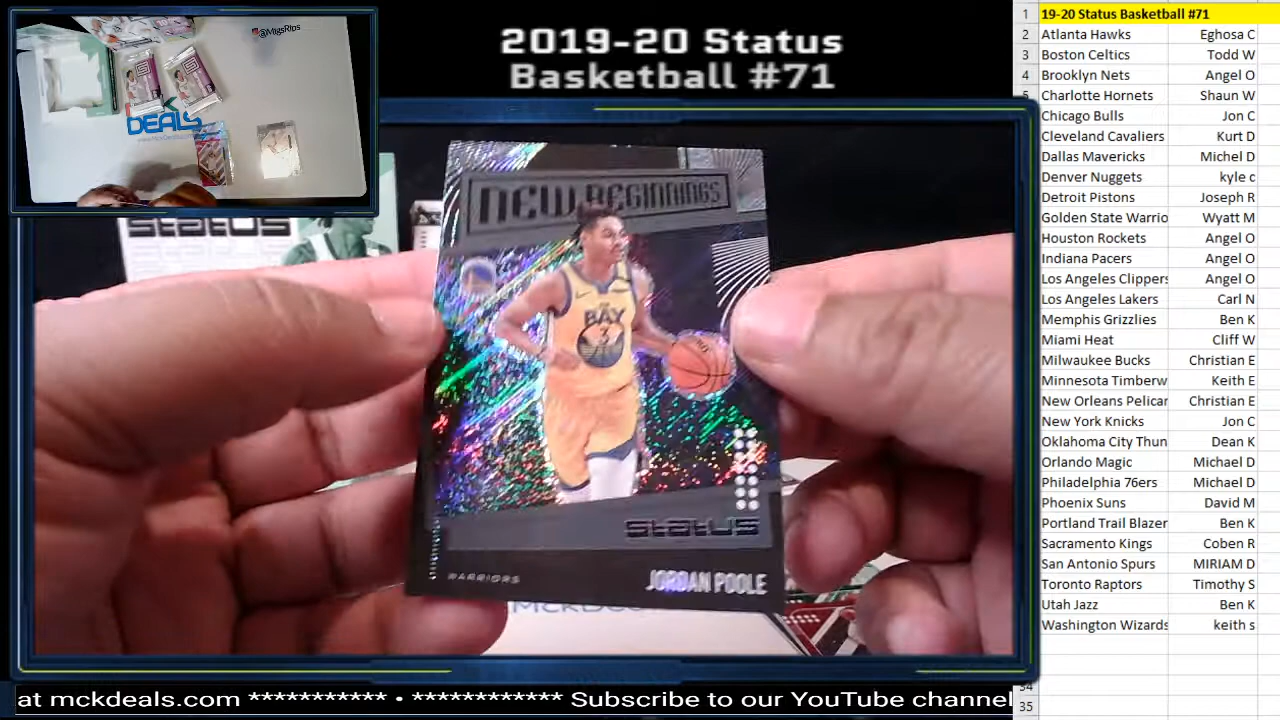 @MigsRips
DEALS
2019-20 Status
Basketball #71
STATUS
NEW BEGINNINGS
BAY
3
STATUS
WARRIORS
JORDAN POOLE
MCKDEALS
at mckdeals.com *********** • ************ Subscribe to our YouTube channel
1 19-20 Status Basketball #71
2 Atlanta Hawks Eghosa C
3 Boston Celtics Todd W
4 Brooklyn Nets Angel O
5 Charlotte Hornets Shaun W
Chicago Bulls Jon C
Cleveland Cavaliers Kurt D
Dallas Mavericks Michel D
Denver Nuggets kyle c
Detroit Pistons Joseph R
Golden State Warrio Wyatt M
Houston Rockets Angel O
Indiana Pacers Angel O
Los Angeles Clippers Angel O
Los Angeles Lakers Carl N
Memphis Grizzlies Ben K
Miami Heat Cliff W
Milwaukee Bucks Christian E
Minnesota Timberw Keith E
New Orleans Pelican Christian E
New York Knicks Jon C
Oklahoma City Thun Dean K
Orlando Magic Michael D
Philadelphia 76ers Michael D
Phoenix Suns David M
Portland Trail Blazer Ben K
Sacramento Kings Coben R
San Antonio Spurs MIRIAM D
Toronto Raptors Timothy S
Utah Jazz Ben K
Washington Wizards keith s
34
35